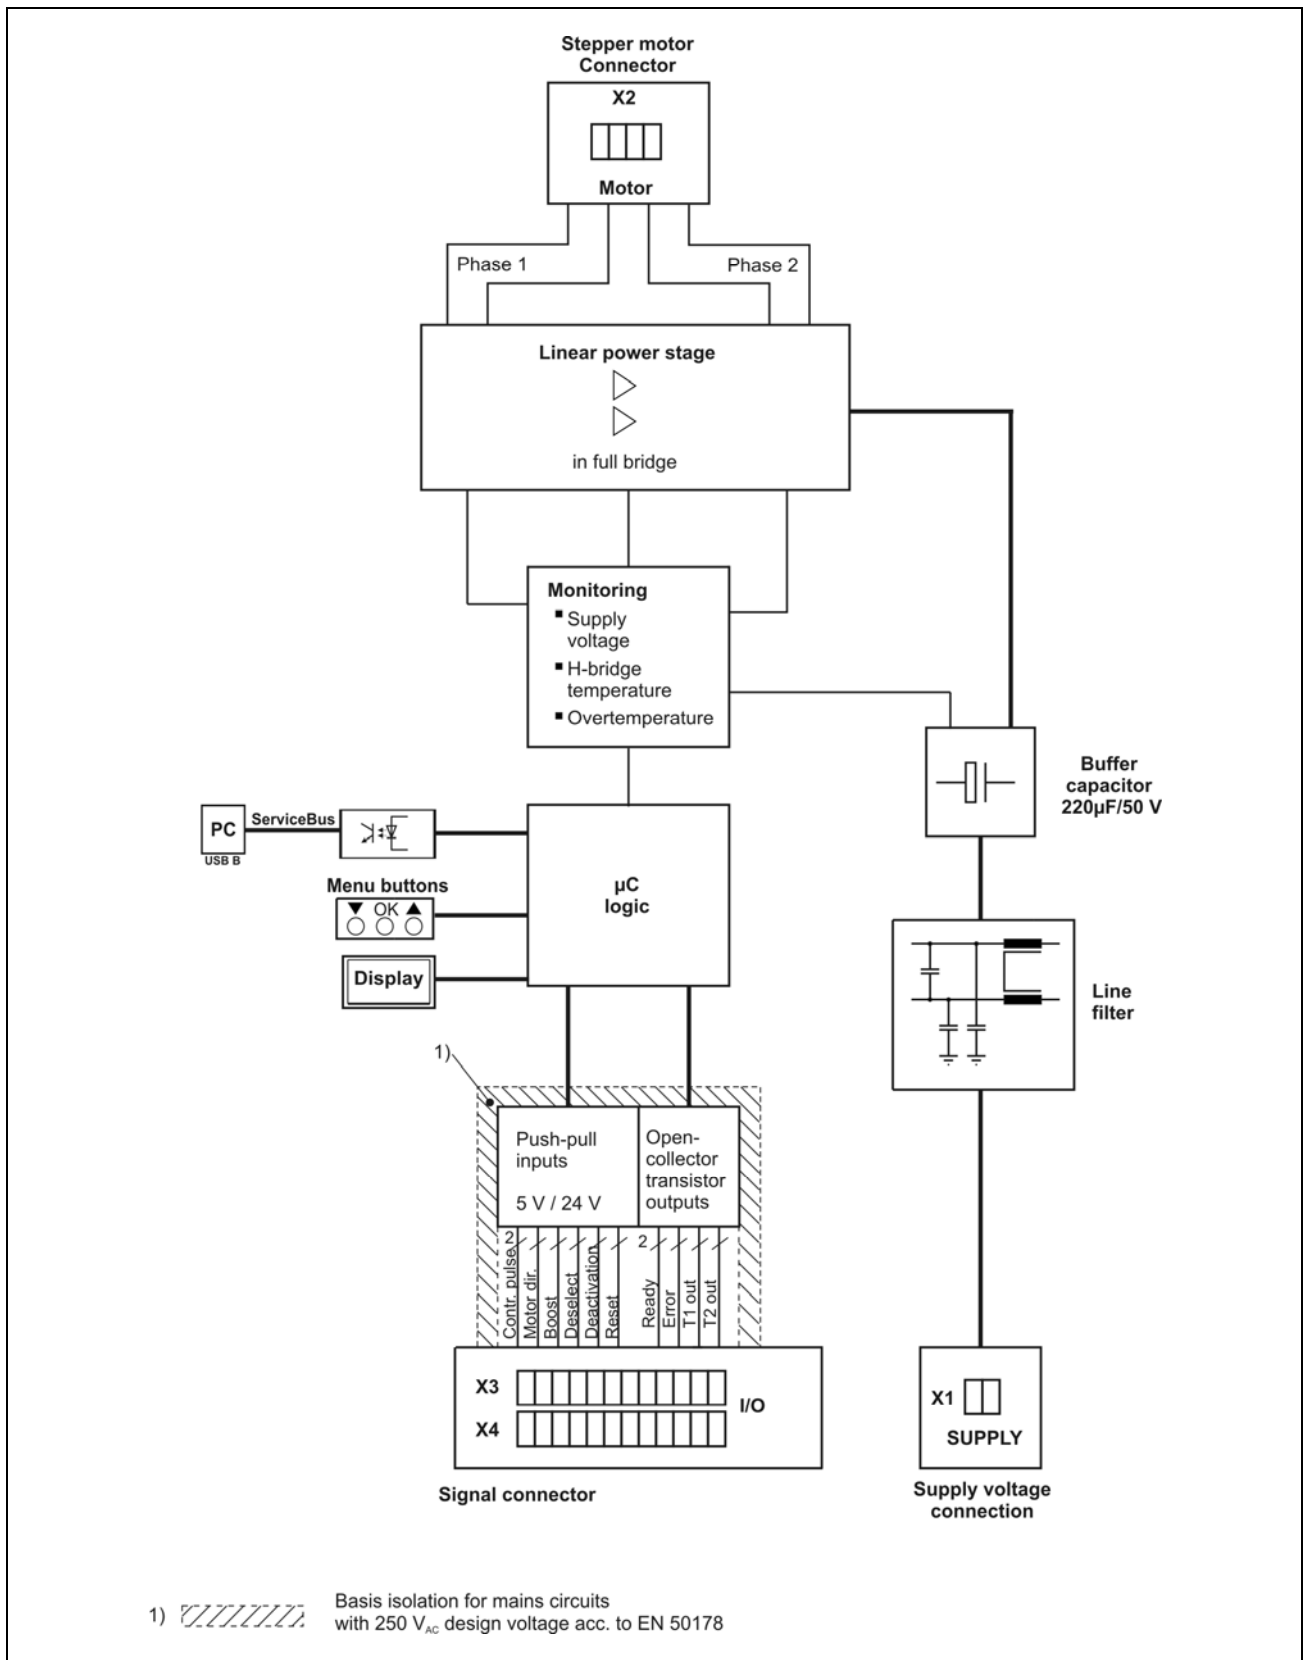 Stepper motor
Connector
X2
Motor
Phase 1
Phase 2
Linear power stage
in full bridge
Monitoring
▪ Supply
voltage
▪ H-bridge
temperature
▪ Overtemperature
Buffer
capacitor
220µF/50 V
PC
ServiceBus
USB B
µC
logic
Menu buttons
▼ OK ▲
Display
Line
filter
1)
Push-pull
inputs
5 V / 24 V
Open-
collector
transistor
outputs
2
2
Contr. pulse
Motor dir.
Boost
Deselect
Deactivation
Reset
Ready
Error
T1 out
T2 out
X3
X4
I/O
Signal connector
X1
SUPPLY
Supply voltage
connection
1)
Basis isolation for mains circuits
with 250 VAC design voltage acc. to EN 50178